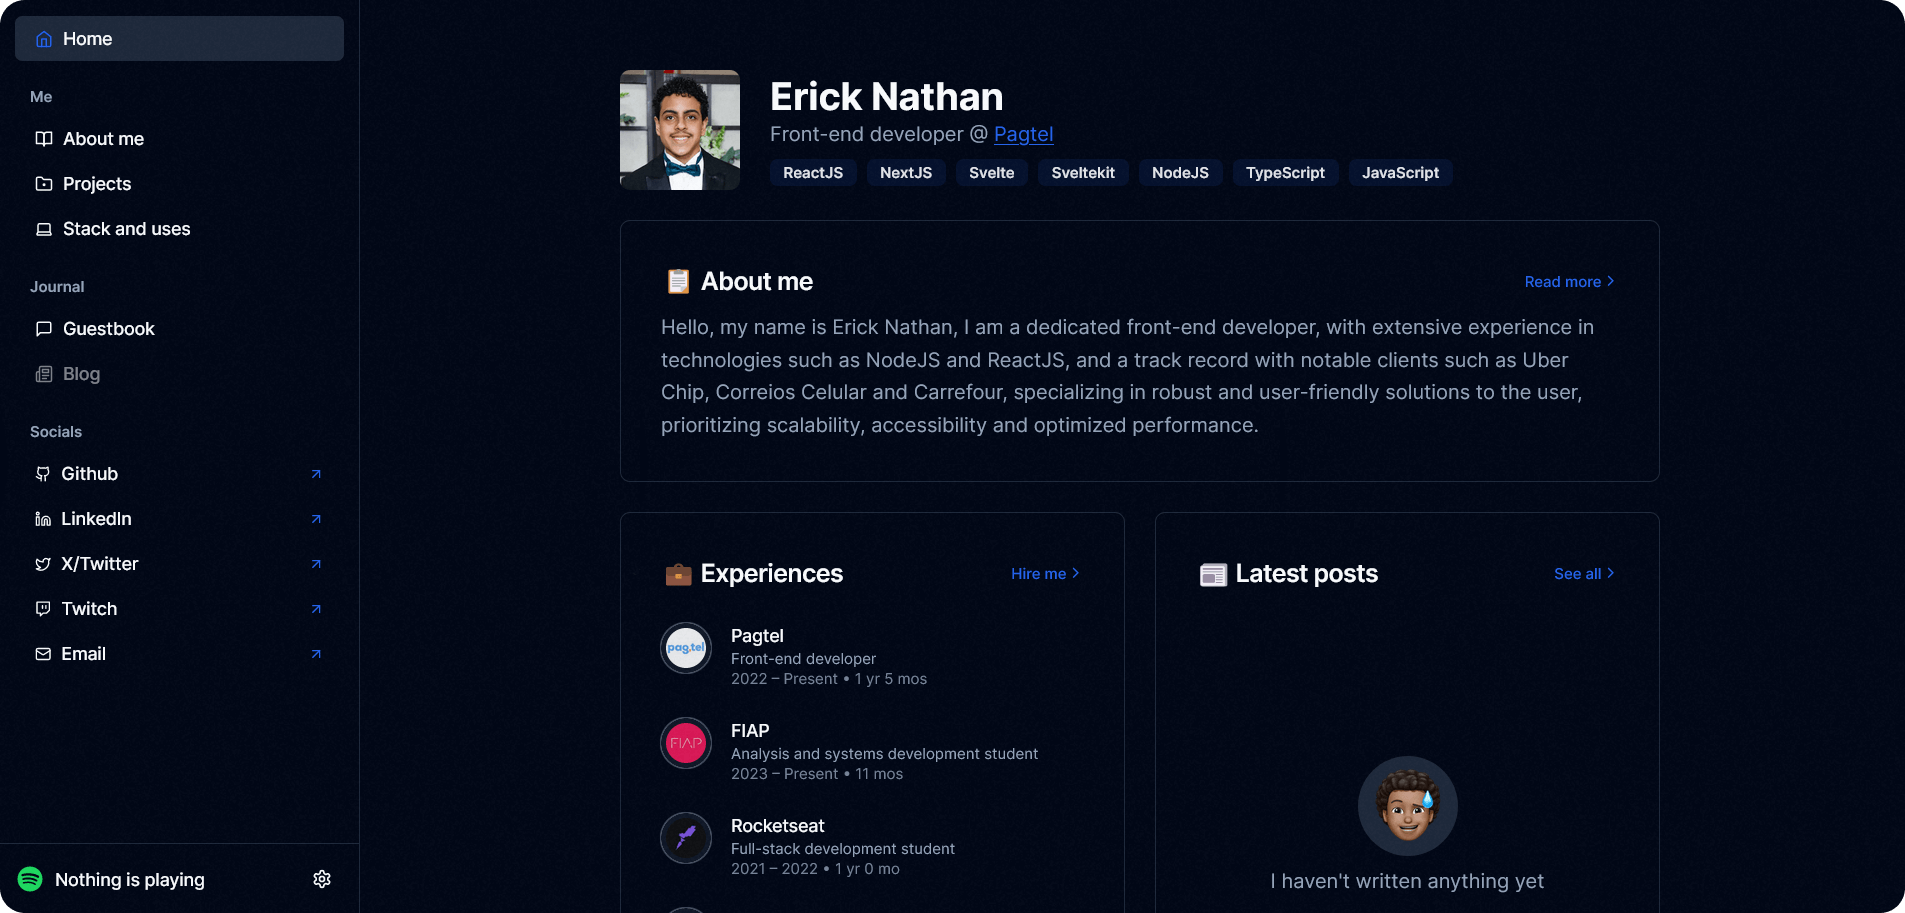 Home
Me
About me
Projects
Stack and uses
Journal
Guestbook
Blog
Socials
Github
LinkedIn
X/Twitter
Twitch
Email
Nothing is playing
Erick Nathan
Front-end developer @ Pagtel
ReactJS NextJS Svelte Sveltekit NodeJS TypeScript JavaScript
About me
Read more
Hello, my name is Erick Nathan, I am a dedicated front-end developer, with extensive experience in
technologies such as NodeJS and ReactJS, and a track record with notable clients such as Uber
Chip, Correios Celular and Carrefour, specializing in robust and user-friendly solutions to the user,
prioritizing scalability, accessibility and optimized performance.
Experiences
Hire me
pag.tel
Pagtel
Front-end developer
2022 – Present • 1 yr 5 mos
FIAP
FIAP
Analysis and systems development student
2023 – Present • 11 mos
Rocketseat
Full-stack development student
2021 – 2022 • 1 yr 0 mo
Latest posts
See all
I haven't written anything yet